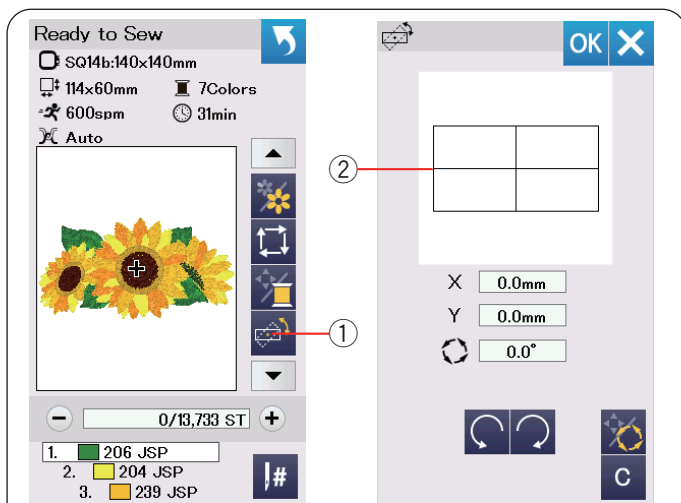 Ready to Sew
SQ14b:140x140mm
114x60mm 7Colors
600spm 31min
Auto
①
0/13,733 ST
1. 206 JSP
2. 204 JSP
3. 239 JSP
#
OK
②
X 0.0mm
Y 0.0mm
0.0°
C